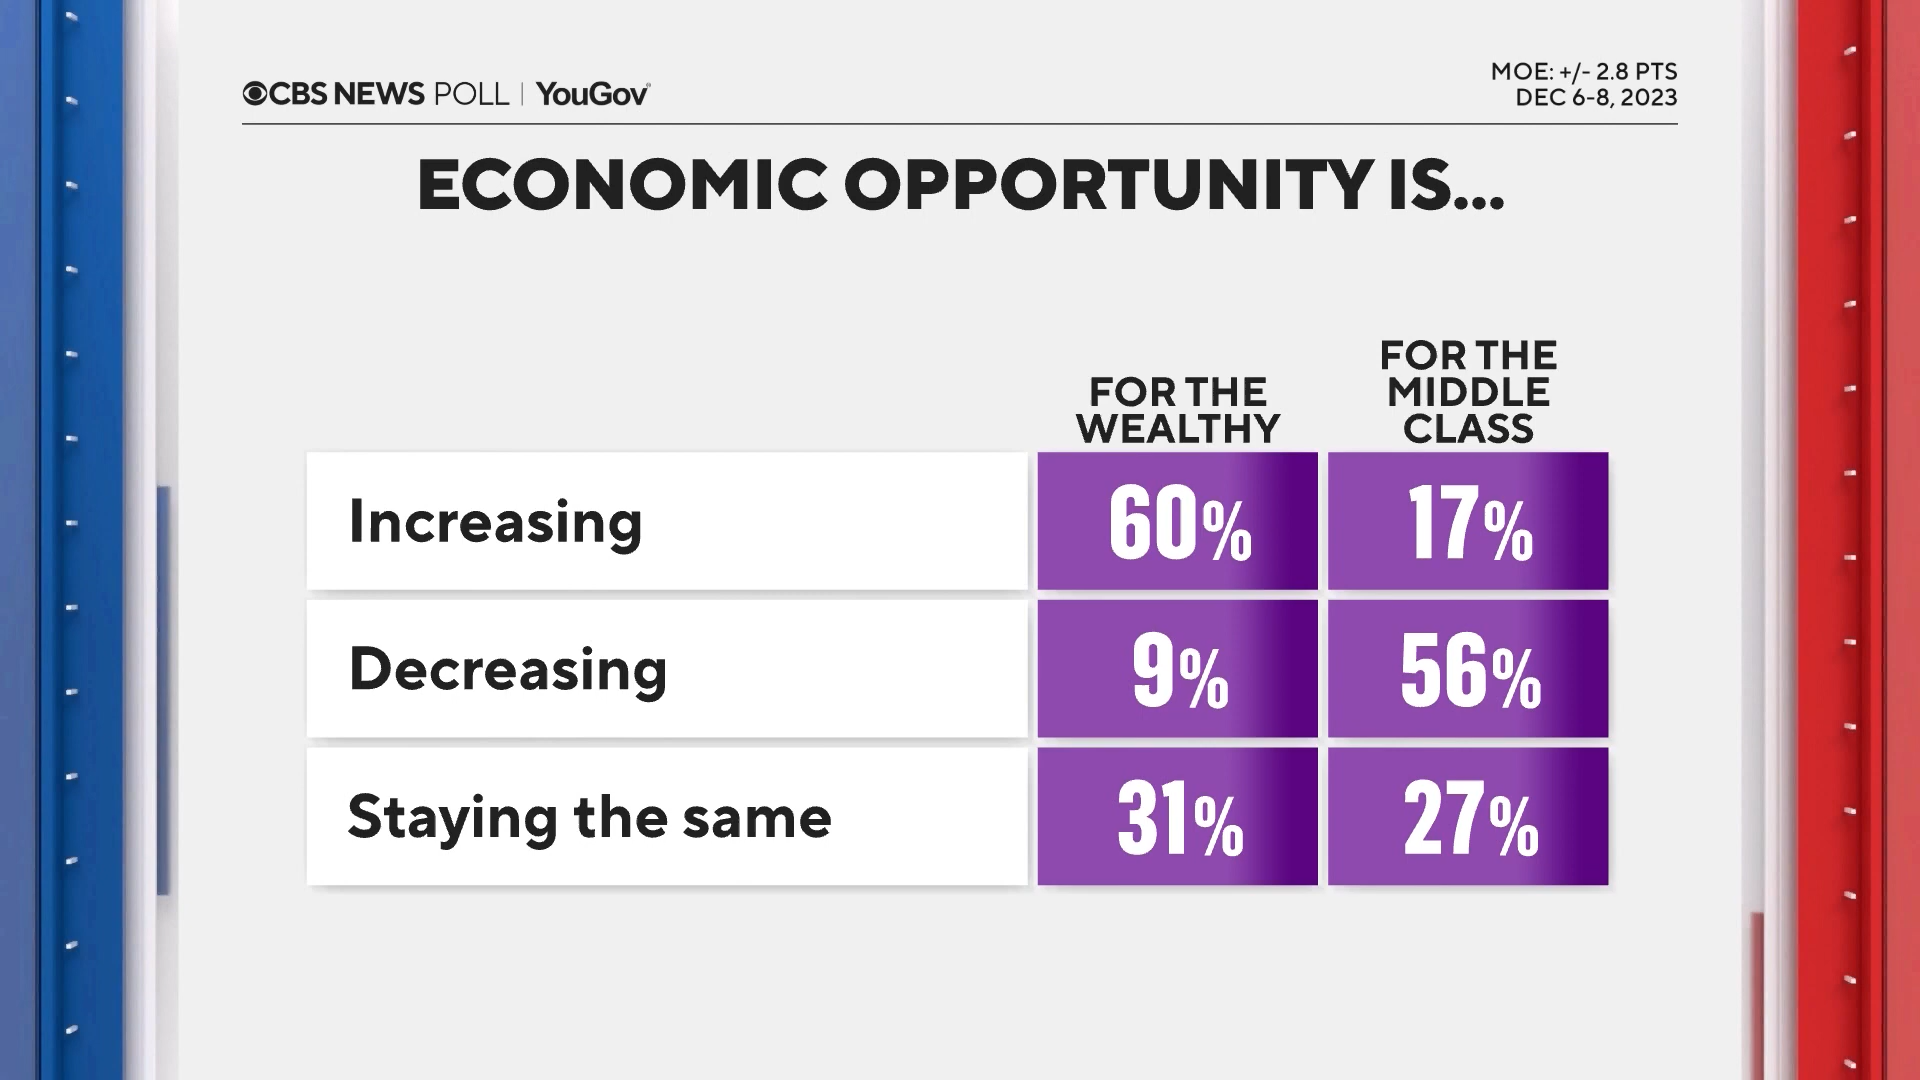 CBS NEWS POLL | YouGov
MOE: +/- 2.8 PTS
DEC 6-8, 2023
ECONOMIC OPPORTUNITY IS...
FOR THE
WEALTHY
FOR THE
MIDDLE
CLASS
Increasing 60% 17%
Decreasing 9% 56%
Staying the same 31% 27%